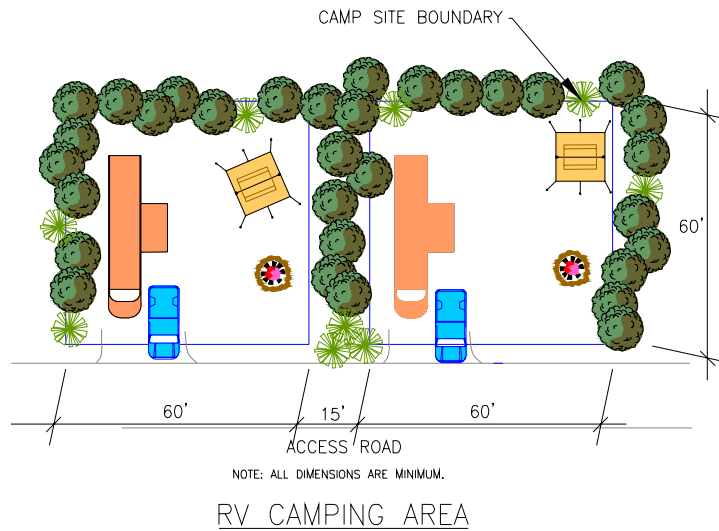 CAMP SITE BOUNDARY
60'
60'
15'
60'
ACCESS ROAD
NOTE: ALL DIMENSIONS ARE MINIMUM.
RV CAMPING AREA